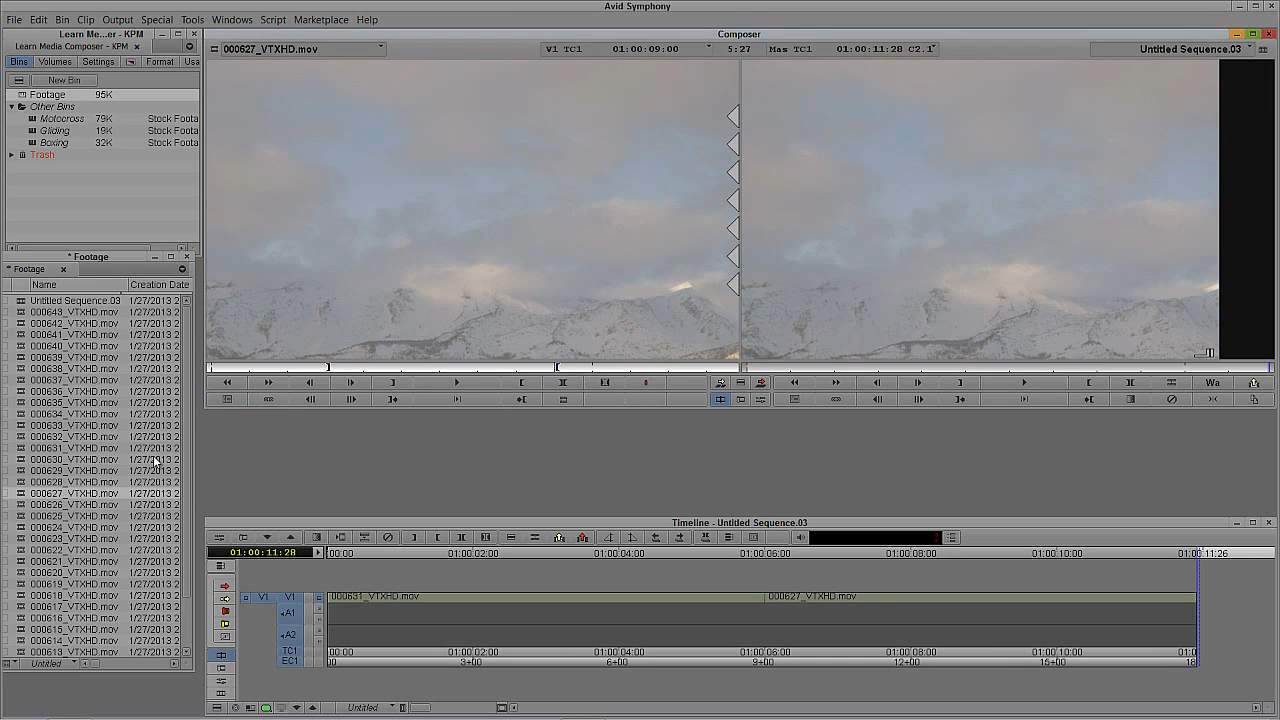 Avid Symphony
File Edit Bin Clip Output Special Tools Windows Script Marketplace Help
Learn Me...er - KPM
Learn Media Composer - KPM
Bins Volumes Settings Format Usa
New Bin
Footage 95K
Other Bins
Motocross 79K Stock Foota
Gliding 19K Stock Foota
Boxing 32K Stock Foota
Trash
* Footage
* Footage
Name Creation Date
Untitled Sequence.03 1/27/2013 2
000643_VTXHD.mov 1/27/2013 2
000642_VTXHD.mov 1/27/2013 2
000641_VTXHD.mov 1/27/2013 2
000640_VTXHD.mov 1/27/2013 2
000639_VTXHD.mov 1/27/2013 2
000638_VTXHD.mov 1/27/2013 2
000637_VTXHD.mov 1/27/2013 2
000636_VTXHD.mov 1/27/2013 2
000635_VTXHD.mov 1/27/2013 2
000634_VTXHD.mov 1/27/2013 2
000633_VTXHD.mov 1/27/2013 2
000632_VTXHD.mov 1/27/2013 2
000631_VTXHD.mov 1/27/2013 2
000630_VTXHD.mov 1/27/2013 2
000629_VTXHD.mov 1/27/2013 2
000628_VTXHD.mov 1/27/2013 2
000627_VTXHD.mov 1/27/2013 2
000626_VTXHD.mov 1/27/2013 2
000625_VTXHD.mov 1/27/2013 2
000624_VTXHD.mov 1/27/2013 2
000623_VTXHD.mov 1/27/2013 2
000622_VTXHD.mov 1/27/2013 2
000621_VTXHD.mov 1/27/2013 2
000620_VTXHD.mov 1/27/2013 2
000619_VTXHD.mov 1/27/2013 2
000618_VTXHD.mov 1/27/2013 2
000617_VTXHD.mov 1/27/2013 2
000616_VTXHD.mov 1/27/2013 2
000615_VTXHD.mov 1/27/2013 2
000614_VTXHD.mov 1/27/2013 2
000613_VTXHD.mov 1/27/2013 2
Untitled
Composer
000627_VTXHD.mov V1 TC1 01:00:09:00 5:27 Mas TC1 01:00:11:28 C2.1 Untitled Sequence.03
Wa
Timeline - Untitled Sequence.03
01:00:11:28 00:00 01:00:02:00 01:00:04:00 01:00:06:00 01:00:08:00 01:00:10:00 01:00:11:26
V1 V1 000631_VTXHD.mov 000627_VTXHD.mov
A1
A2
TC1 00:00 01:00:02:00 01:00:04:00 01:00:06:00 01:00:08:00 01:00:10:00 01:0
EC1 00 3+00 6+00 9+00 12+00 15+00 18
Untitled